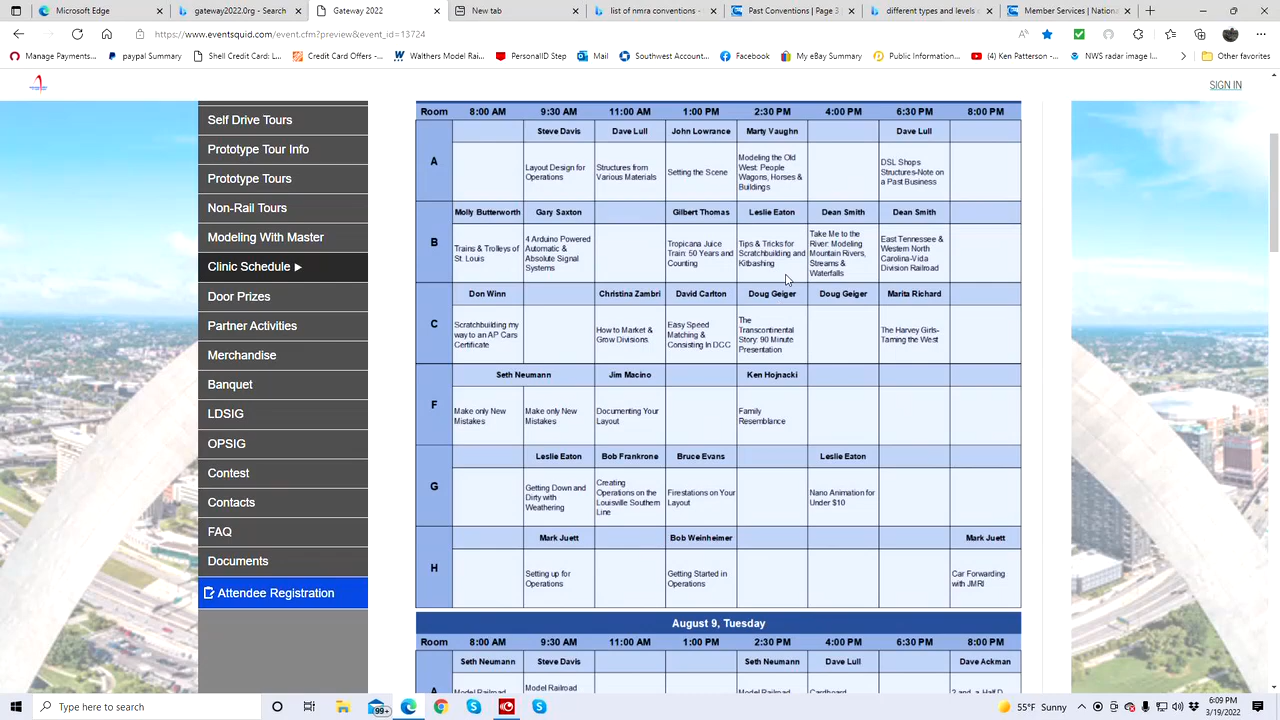 Microsoft Edge
gateway2022.0rg - Search
Gateway 2022
New tab
list of nmra conventions -
Past Conventions | Page 3
different types and levels
Member Services | Nation
https://www.eventsquid.com/event.cfm?preview&event_id=13724
Manage Payments...
paypal Summary
Shell Credit Card: L...
Credit Card Offer...
Walthers Model Rai...
PersonalID Step
Mail
Southwest Account...
Facebook
My eBay Summary
Public Information...
(4) Ken Patterson -...
NWS radar image f...
Other favorites
SIGN IN
Self Drive Tours
Prototype Tour Info
Prototype Tours
Non-Rail Tours
Modeling With Master
Clinic Schedule
Door Prizes
Partner Activities
Merchandise
Banquet
LDSIG
OPSIG
Contest
Contacts
FAQ
Documents
Attendee Registration
Room 8:00 AM 9:30 AM 11:00 AM 1:00 PM 2:30 PM 4:00 PM 6:30 PM 8:00 PM
Steve Davis Dave Lull John Lowrance Marty Vaughn Dave Lull
A
Layout Design for Operations
Structures from Various Materials
Setting the Scene
Modeling the Old West: People Wagons, Horses & Buildings
DSL Shops Structures-Note on a Past Business
Molly Butterworth Gary Saxton Gilbert Thomas Leslie Eaton Dean Smith Dean Smith
B
Trains & Trolleys of St. Louis
4 Arduino Powered Automatic & Absolute Signal Systems
Tropicana Juice Train: 50 Years and Counting
Tips & Tricks for Scratchbuilding and Kitbashing
Take Me to the River: Modeling Mountain Rivers, Streams & Waterfalls
East Tennessee & Western North Carolina-Vida Division Railroad
Don Winn Christina Zambri David Carlton Doug Geiger Doug Geiger Marita Richard
C
Scratchbuilding my way to an AP Cars Certificate
How to Market & Grow Divisions.
Easy Speed Matching & Consisting In DCC
The Transcontinental Story: 90 Minute Presentation
The Harvey Girls-Taming the West
Seth Neumann Jim Macino Ken Hojnacki
F
Make only New Mistakes
Make only New Mistakes
Documenting Your Layout
Family Resemblance
Leslie Eaton Bob Frankrone Bruce Evans Leslie Eaton
G
Getting Down and Dirty with Weathering
Creating Operations on the Louisville Southern Line
Firestations on Your Layout
Nano Animation for Under $10
Mark Juett Bob Weinheimer Mark Juett
H
Setting up for Operations
Getting Started in Operations
Car Forwarding with JMRI
August 9, Tuesday
Room 8:00 AM 9:30 AM 11:00 AM 1:00 PM 2:30 PM 4:00 PM 6:30 PM 8:00 PM
Seth Neumann Steve Davis Seth Neumann Dave Lull Dave Ackman
A
Model Railroad
Model Railroad
Model Railroad
Cardboard
2 and a Half D
Type here to search
99+
55°F Sunny
6:09 PM
3/19/2022